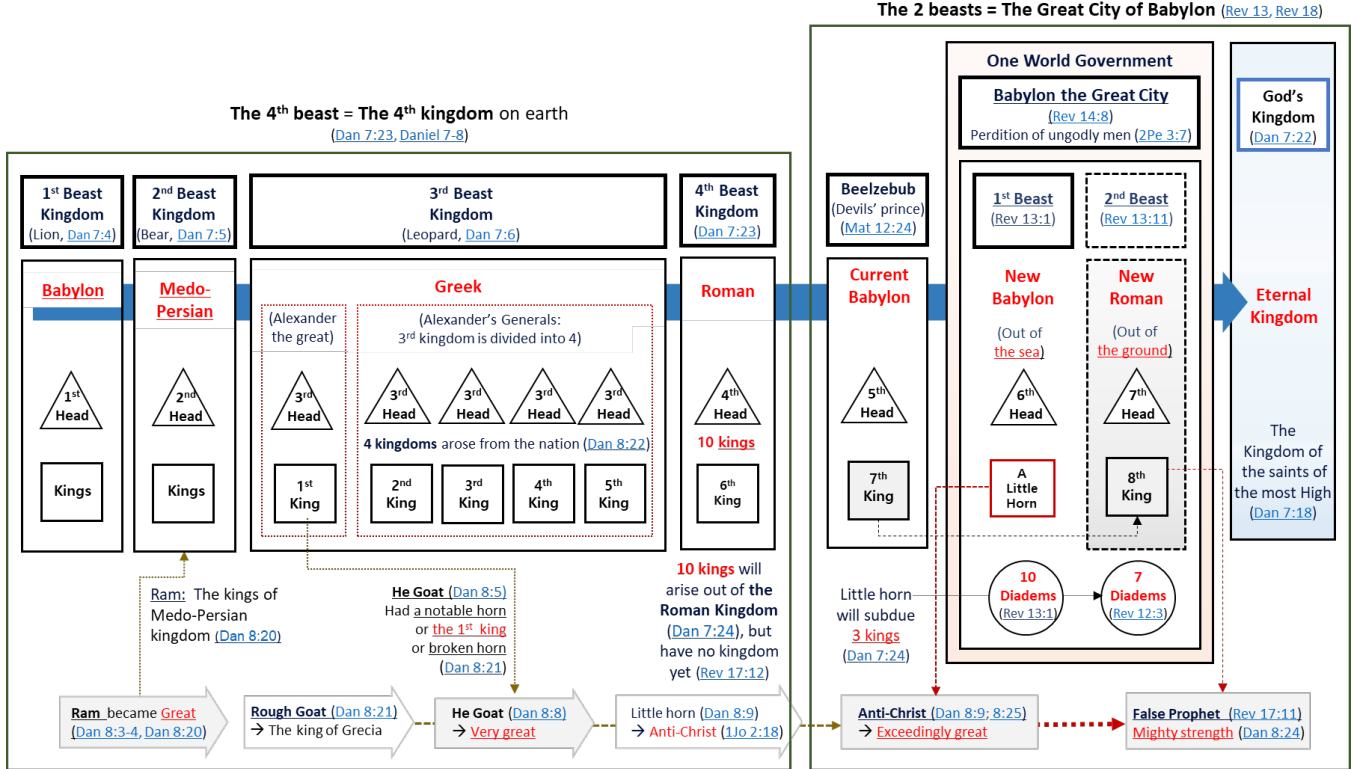 The 2 beasts = The Great City of Babylon (Rev 13, Rev 18)
The 4th beast = The 4th kingdom on earth
(Dan 7:23, Daniel 7-8)
1st Beast
Kingdom
(Lion, Dan 7:4)
2nd Beast
Kingdom
(Bear, Dan 7:5)
3rd Beast
Kingdom
(Leopard, Dan 7:6)
4th Beast
Kingdom
(Dan 7:23)
Beelzebub
(Devils' prince)
(Mat 12:24)
One World Government
Babylon the Great City
(Rev 14:8)
Perdition of ungodly men (2Pe 3:7)
1st Beast
(Rev 13:1)
2nd Beast
(Rev 13:11)
God's
Kingdom
(Dan 7:22)
Babylon
Medo-
Persian
Greek
Roman
Current
Babylon
New
Babylon
New
Roman
Eternal
Kingdom
(Alexander
the great)
(Alexander's Generals:
3rd kingdom is divided into 4)
(Out of
the sea)
(Out of
the ground)
1st
Head
2nd
Head
3rd
Head
3rd
Head
3rd
Head
3rd
Head
3rd
Head
4th
Head
5th
Head
6th
Head
7th
Head
4 kingdoms arose from the nation (Dan 8:22)
10 kings
Kings
Kings
1st
King
2nd
King
3rd
King
4th
King
5th
King
6th
King
7th
King
A
Little
Horn
8th
King
The
Kingdom
of the
saints of
the most High
(Dan 7:18)
Ram: The kings of
Medo-Persian
kingdom (Dan 8:20)
He Goat (Dan 8:5)
Had a notable horn
or the 1st king
or broken horn
(Dan 8:21)
10 kings will
arise out of the
Roman Kingdom
(Dan 7:24), but
have no kingdom
yet (Rev 17:12)
Little horn
will subdue
3 kings
(Dan 7:24)
10
Diadems
(Rev 13:1)
7
Diadems
(Rev 12:3)
Ram became Great
(Dan 8:3-4, Dan 8:20)
Rough Goat (Dan 8:21)
→ The king of Grecia
He Goat (Dan 8:8)
→ Very great
Little horn (Dan 8:9)
→ Anti-Christ (1Jo 2:18)
Anti-Christ (Dan 8:9; 8:25)
→ Exceedingly great
False Prophet (Rev 17:11)
Mighty strength (Dan 8:24)